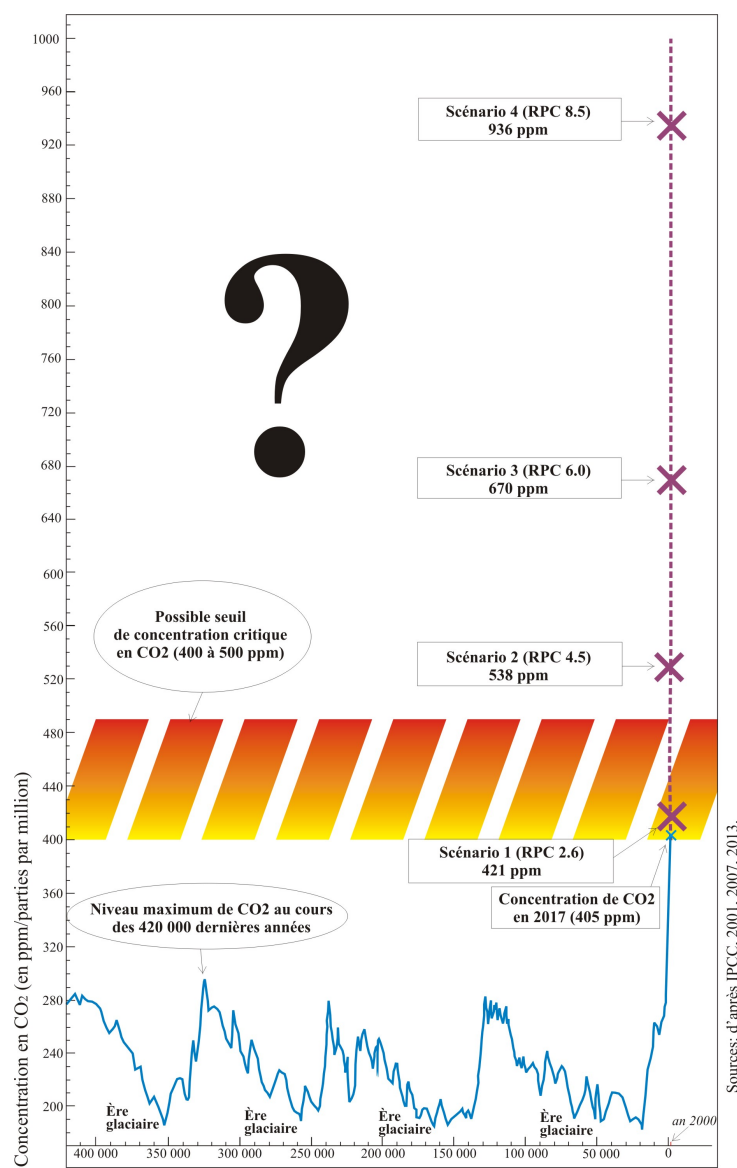 1000
960
920
880
840
800
760
720
680
640
600
560
520
480
440
400
360
320
280
240
200
Concentration en CO2 (en ppm/parties par million)
Scénario 4 (RPC 8.5)
936 ppm
?
Scénario 3 (RPC 6.0)
670 ppm
Possible seuil
de concentration critique
en CO2 (400 à 500 ppm)
Scénario 2 (RPC 4.5)
538 ppm
Scénario 1 (RPC 2.6)
421 ppm
Niveau maximum de CO2 au cours
des 420 000 dernières années
Concentration de CO2
en 2017 (405 ppm)
Ère
glaciaire
Ère
glaciaire
Ère
glaciaire
Ère
glaciaire
an 2000
400 000
350 000
300 000
250 000
200 000
150 000
100 000
50 000
0
Sources: d'après IPCC, 2001, 2007, 2013.